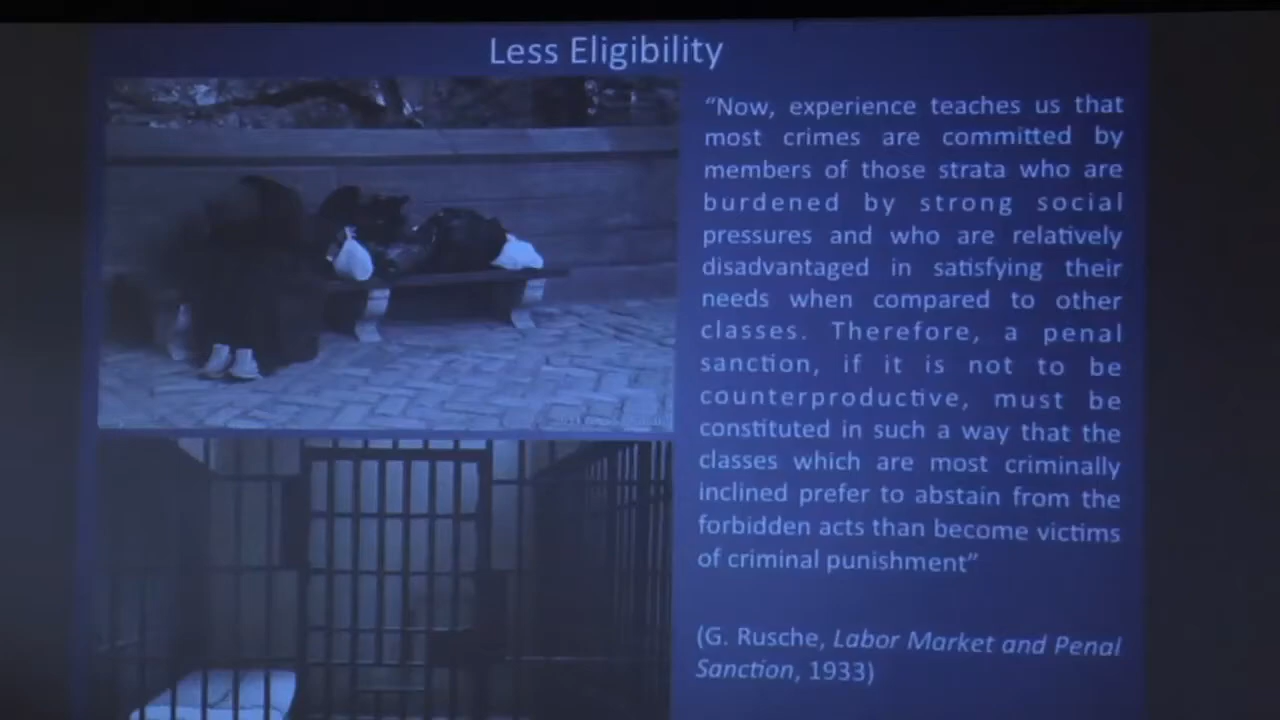 Less Eligibility
“Now, experience teaches us that
most crimes are committed by
members of those strata who are
burdened by strong social
pressures and who are relatively
disadvantaged in satisfying their
needs when compared to other
classes. Therefore, a penal
sanction, if it is not to be
counterproductive, must be
constituted in such a way that the
classes which are most criminally
inclined prefer to abstain from the
forbidden acts than become victims
of criminal punishment”
(G. Rusche, Labor Market and Penal
Sanction, 1933)